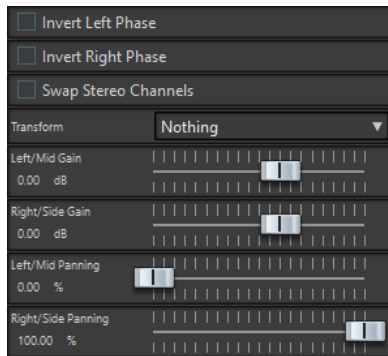 Invert Left Phase
Invert Right Phase
Swap Stereo Channels
Transform Nothing
Left/Mid Gain
0.00 dB
Right/Side Gain
0.00 dB
Left/Mid Panning
0.00 %
Right/Side Panning
100.00 %